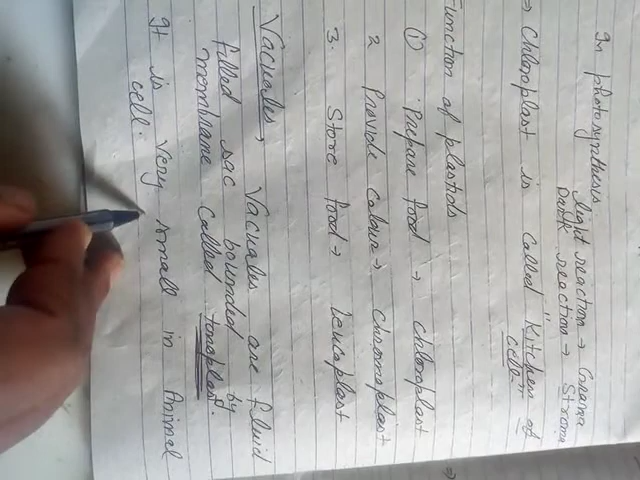 In photosynthesis
light reaction → Grana
Dark reaction → Stroma
⇒ Chloroplast is called "Kitchen of
cell"
Function of plastids
① Prepare food → chloroplast
2 Provide colour → chromoplast
3. Store food → leucoplast
Vacuoles → Vacuoles are fluid
filled sac bounded by
membrane called tonoplast.
It is very small in Animal
cell.